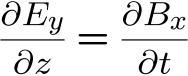 ∂E_y/∂z = ∂B_x/∂t